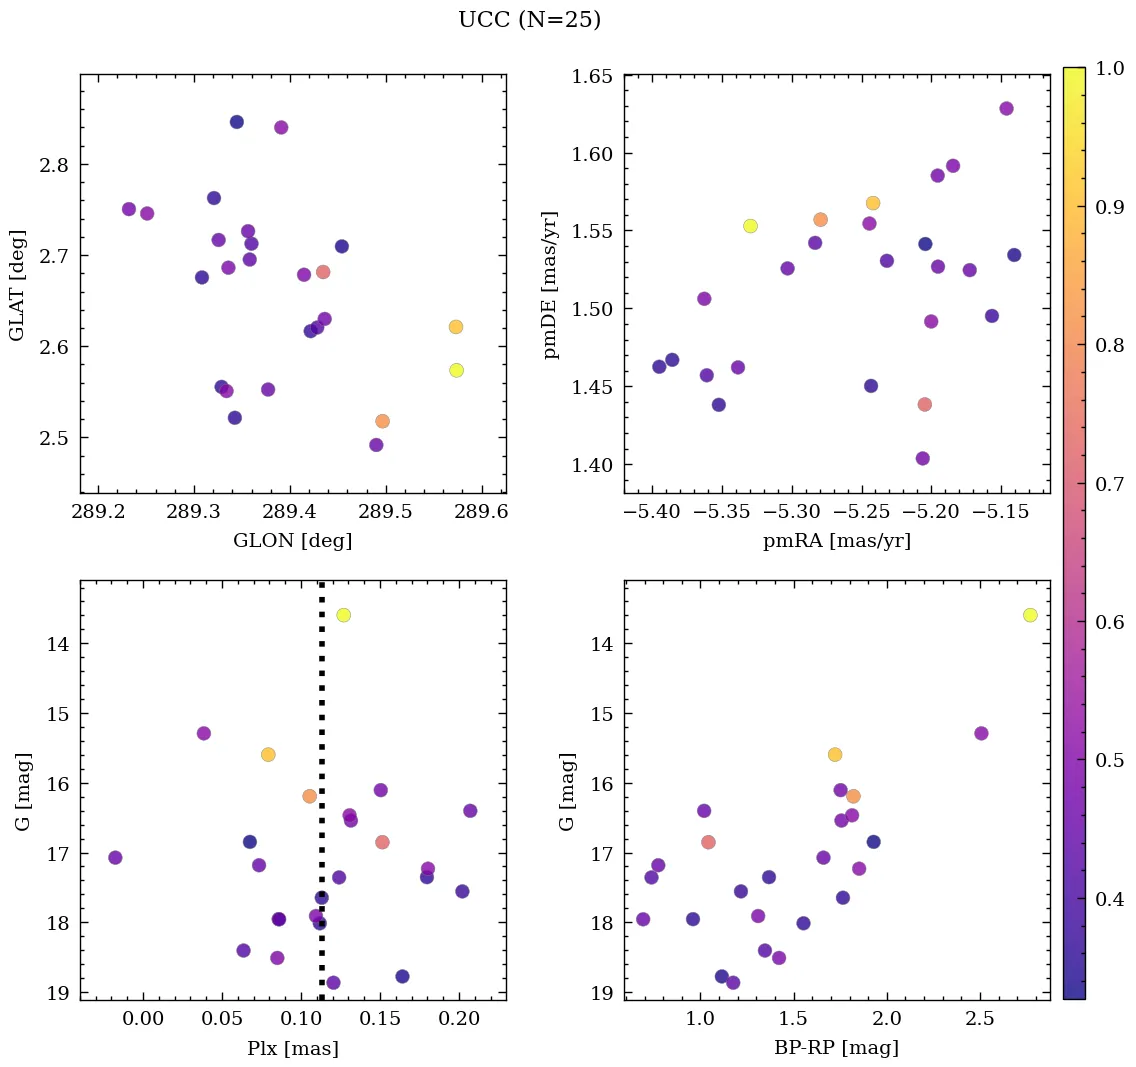 UCC (N=25)
2.8
2.7
2.6
2.5
GLAT [deg]
289.2 289.3 289.4 289.5 289.6
GLON [deg]
1.65
1.60
1.55
1.50
1.45
1.40
pmDE [mas/yr]
−5.40 −5.35 −5.30 −5.25 −5.20 −5.15
pmRA [mas/yr]
14
15
16
17
18
19
G [mag]
0.00 0.05 0.10 0.15 0.20
Plx [mas]
14
15
16
17
18
19
G [mag]
1.0 1.5 2.0 2.5
BP-RP [mag]
1.0
0.9
0.8
0.7
0.6
0.5
0.4